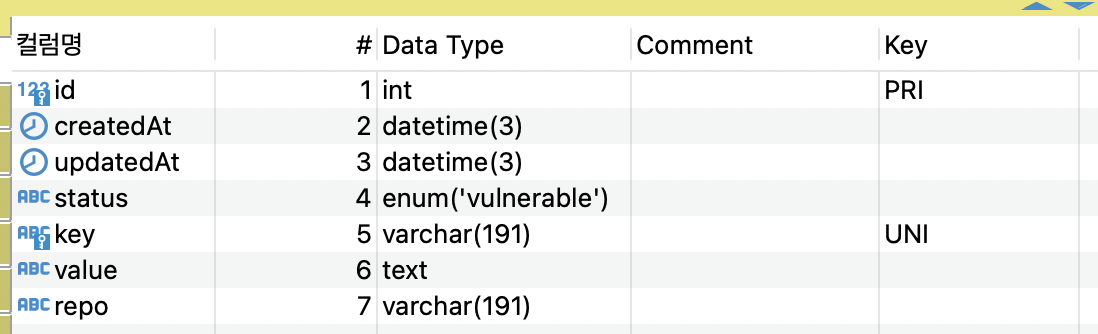 컬럼명 # Data Type Comment Key
123 id 1 int PRI
createdAt 2 datetime(3)
updatedAt 3 datetime(3)
ABC status 4 enum('vulnerable')
ABC key 5 varchar(191) UNI
ABC value 6 text
ABC repo 7 varchar(191)